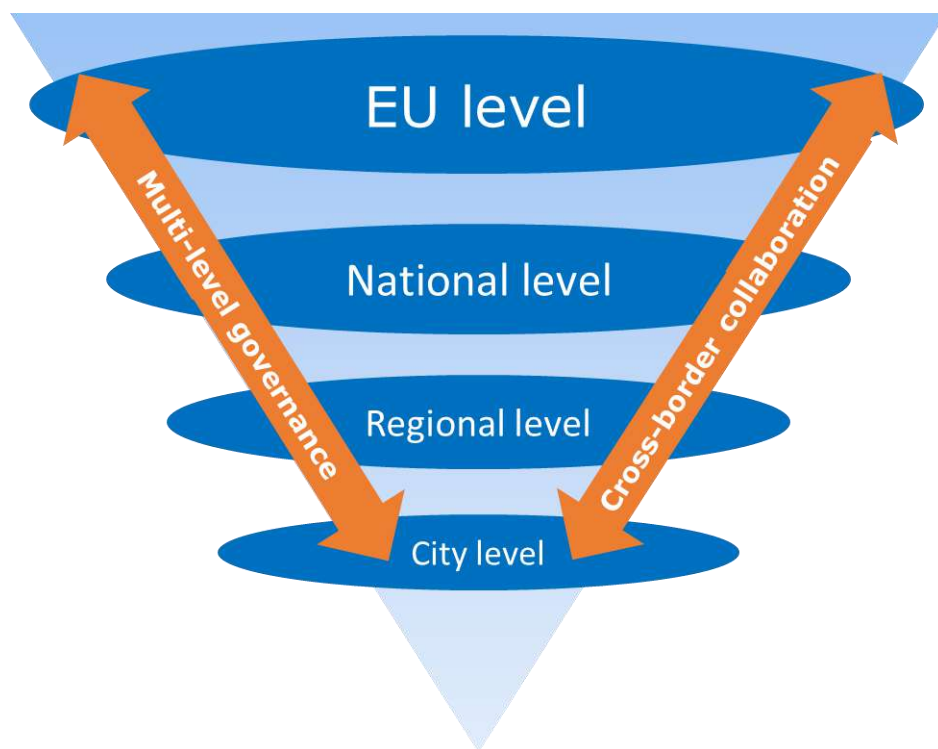 EU level
Multi-level governance
Cross-border collaboration
National level
Regional level
City level